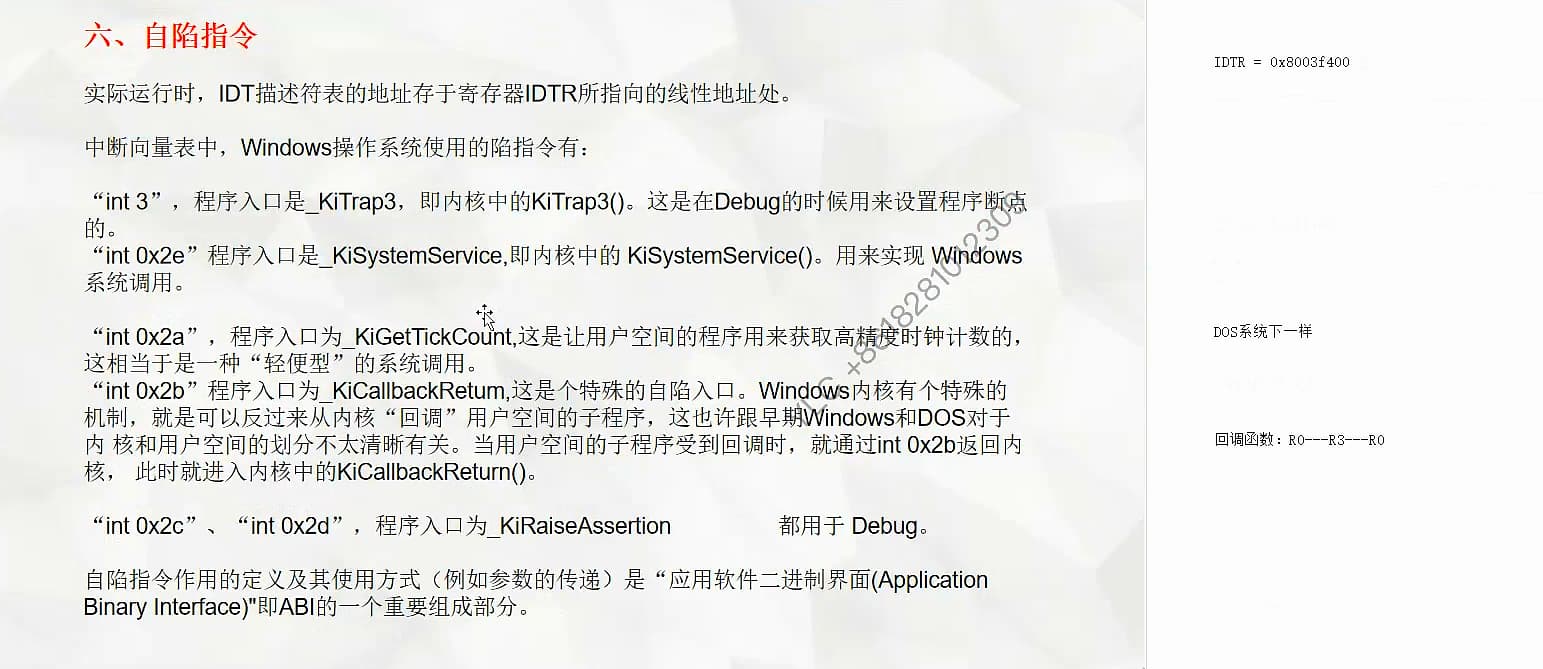 六、自陷指令
实际运行时，IDT描述符表的地址存于寄存器IDTR所指向的线性地址处。
中断向量表中，Windows操作系统使用的陷指令有：
“int 3”，程序入口是_KiTrap3，即内核中的KiTrap3()。这是在Debug的时候用来设置程序断点
的。
“int 0x2e”程序入口是_KiSystemService,即内核中的 KiSystemService()。用来实现 Windows
系统调用。
“int 0x2a”，程序入口为_KiGetTickCount,这是让用户空间的程序用来获取高精度时钟计数的，
这相当于是一种“轻便型”的系统调用。
“int 0x2b”程序入口为_KiCallbackRetum,这是个特殊的自陷入口。Windows内核有个特殊的
机制，就是可以反过来从内核“回调”用户空间的子程序，这也许跟早期Windows和DOS对于
内 核和用户空间的划分不太清晰有关。当用户空间的子程序受到回调时，就通过int 0x2b返回内
核， 此时就进入内核中的KiCallbackReturn()。
“int 0x2c”、“int 0x2d”，程序入口为_KiRaiseAssertion 都用于 Debug。
自陷指令作用的定义及其使用方式（例如参数的传递）是“应用软件二进制界面(Application
Binary Interface)"即ABI的一个重要组成部分。
IDTR = 0x8003f400
DOS系统下一样
回调函数：R0---R3---R0